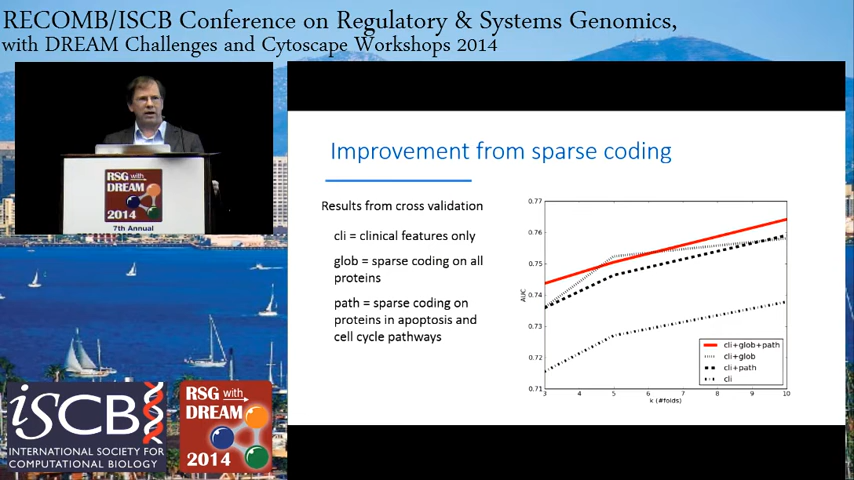 RECOMB/ISCB Conference on Regulatory & Systems Genomics,
with DREAM Challenges and Cytoscape Workshops 2014
RSG with
DREAM
2014
7th Annual
Improvement from sparse coding
Results from cross validation
cli = clinical features only
glob = sparse coding on all
proteins
path = sparse coding on
proteins in apoptosis and
cell cycle pathways
0.77
0.76
0.75
0.74
0.73
0.72
0.71
AUC
3 4 5 6 7 8 9 10
k (#folds)
cli+glob+path
cli+glob
cli+path
cli
iSCB
INTERNATIONAL SOCIETY FOR
COMPUTATIONAL BIOLOGY
RSG with
DREAM
2014